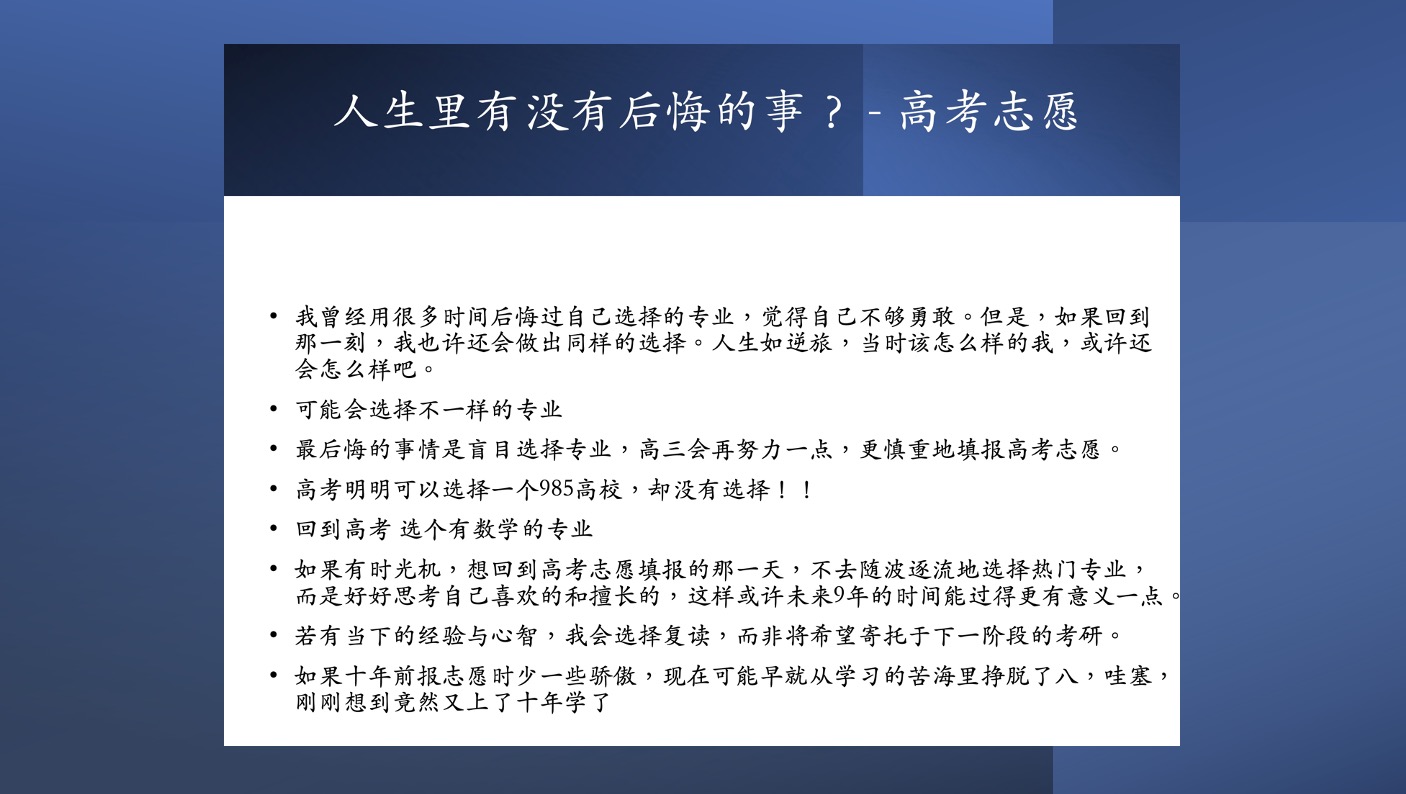 人生里有没有后悔的事？- 高考志愿
• 我曾经用很多时间后悔过自己选择的专业，觉得自己不够勇敢。但是，如果回到
那一刻，我也许还会做出同样的选择。人生如逆旅，当时该怎么样的我，或许还
会怎么样吧。
• 可能会选择不一样的专业
• 最后悔的事情是盲目选择专业，高三会再努力一点，更慎重地填报高考志愿。
• 高考明明可以选择一个985高校，却没有选择！！
• 回到高考 选个有数学的专业
• 如果有时光机，想回到高考志愿填报的那一天，不去随波逐流地选择热门专业，
而是好好思考自己喜欢的和擅长的，这样或许未来9年的时间能过得更有意义一点。
• 若有当下的经验与心智，我会选择复读，而非将希望寄托于下一阶段的考研。
• 如果十年前报志愿时少一些骄傲，现在可能早就从学习的苦海里挣脱了八，哇塞，
刚刚想到竟然又上了十年学了